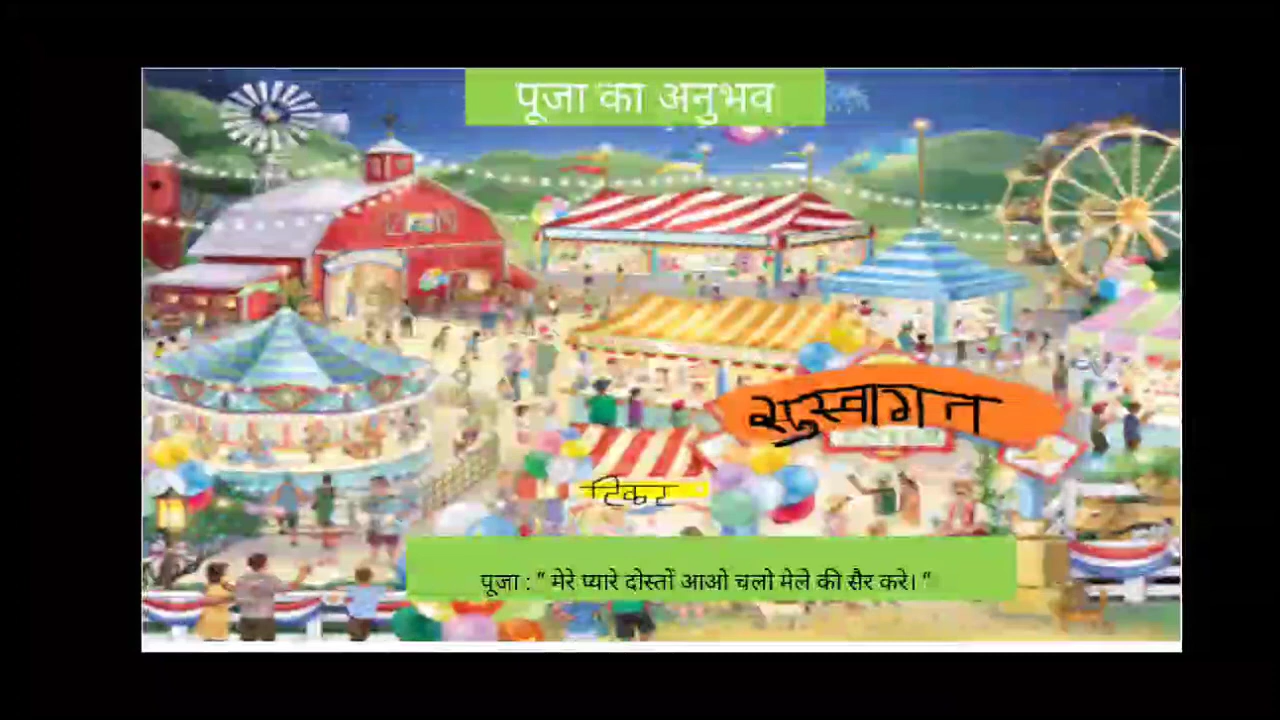 पूजा का अनुभव
सुस्वागत
टिकट
पूजा : " मेरे प्यारे दोस्तों आओ चलो मेले की सैर करे। "